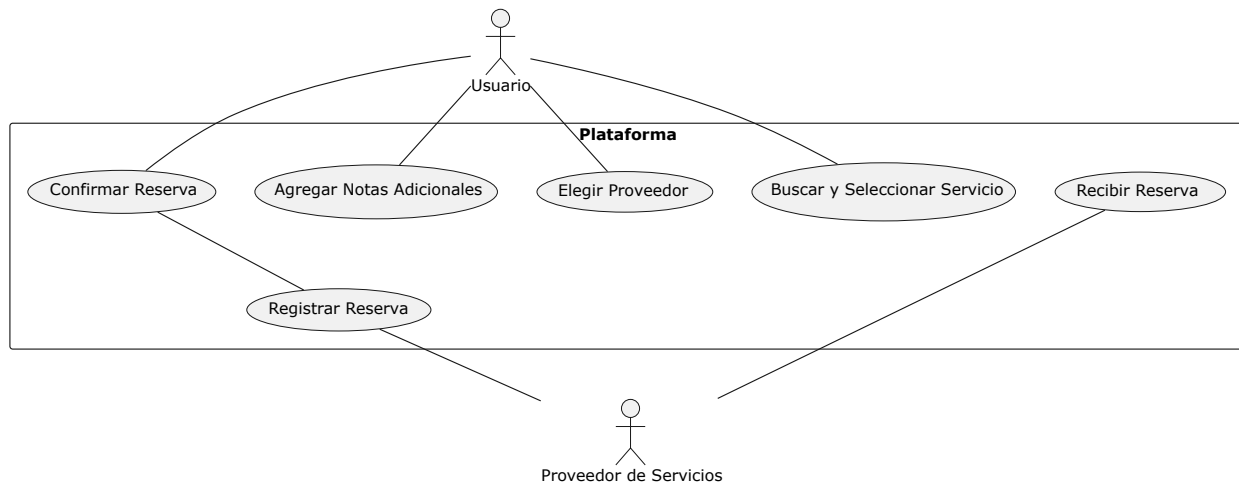 Usuario
Plataforma
Confirmar Reserva
Agregar Notas Adicionales
Elegir Proveedor
Buscar y Seleccionar Servicio
Recibir Reserva
Registrar Reserva
Proveedor de Servicios